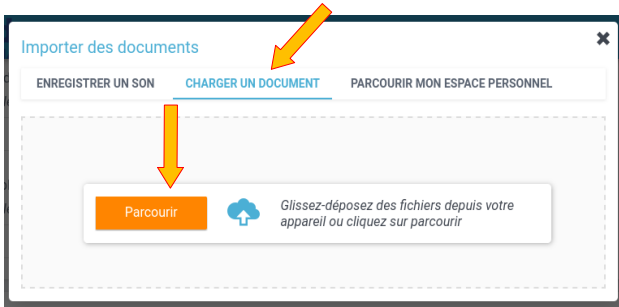 Importer des documents
ENREGISTRER UN SON CHARGER UN DOCUMENT PARCOURIR MON ESPACE PERSONNEL
Parcourir
Glissez-déposez des fichiers depuis votre
appareil ou cliquez sur parcourir